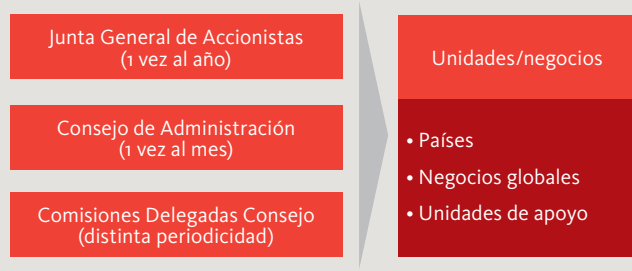 Junta General de Accionistas
(1 vez al año)
Consejo de Administración
(1 vez al mes)
Comisiones Delegadas Consejo
(distinta periodicidad)
Unidades/negocios
• Países
• Negocios globales
• Unidades de apoyo